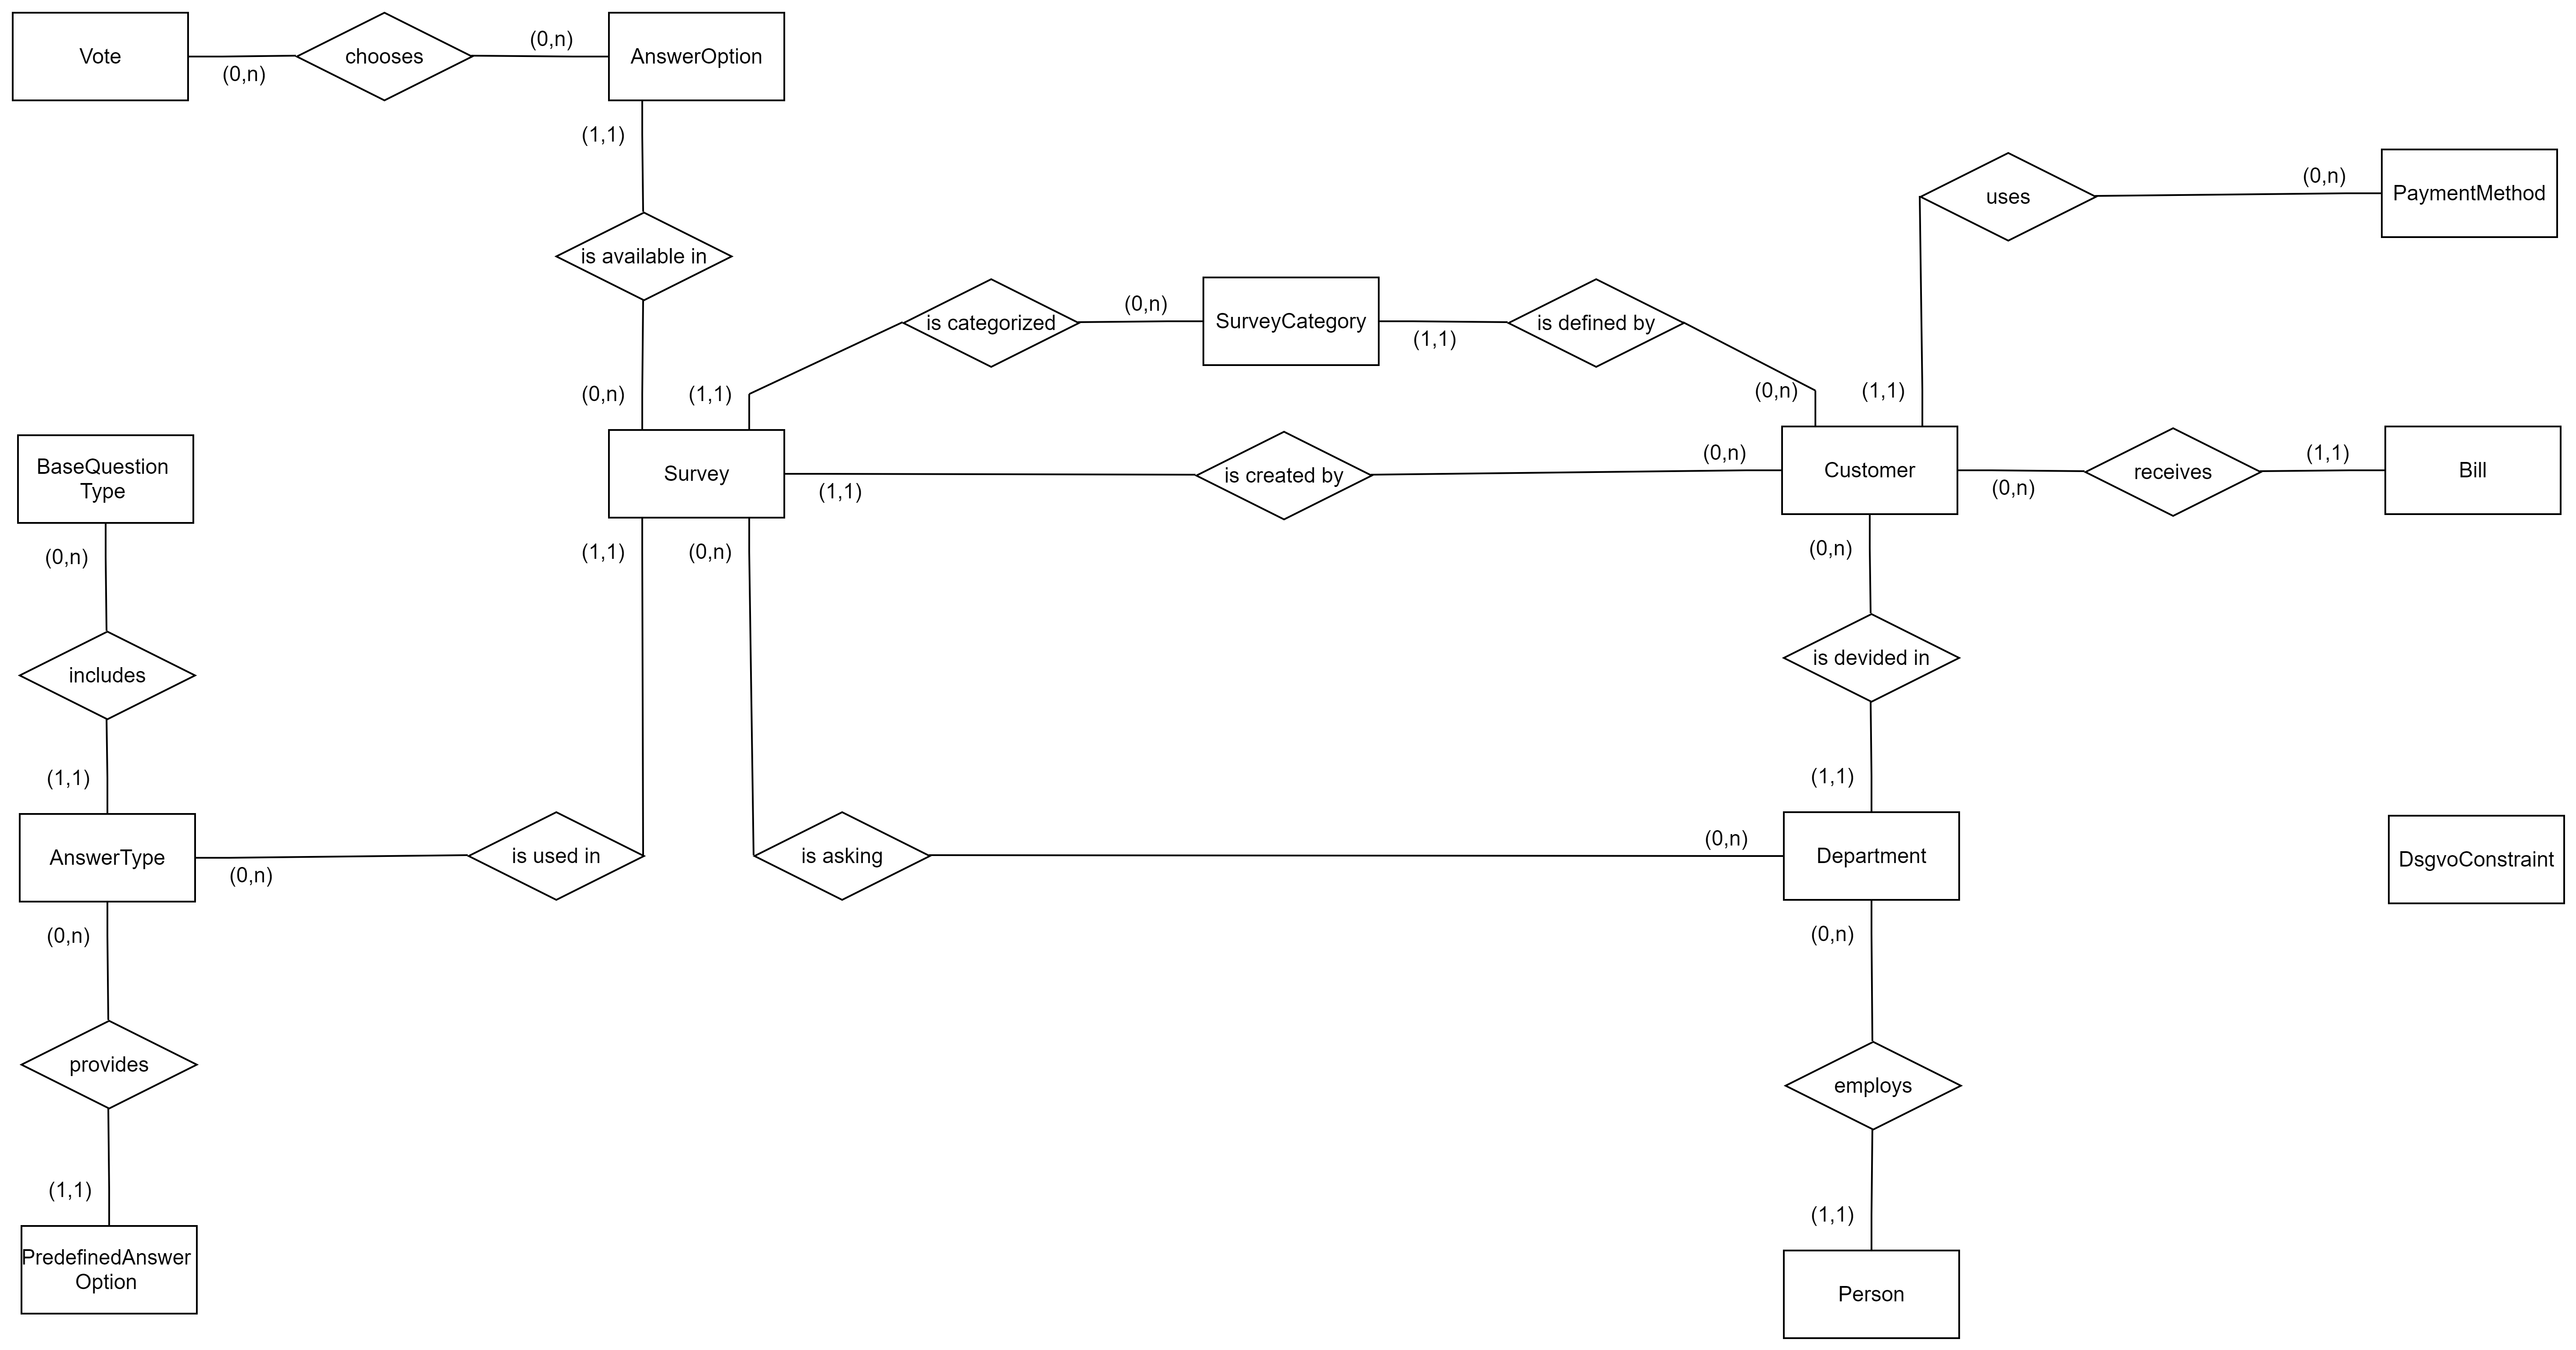 Vote
(0,n)
chooses
(0,n)
AnswerOption
(1,1)
is available in
(0,n)
(1,1)
is categorized
(0,n)
SurveyCategory
(1,1)
is defined by
(0,n)
(1,1)
uses
(0,n)
PaymentMethod
BaseQuestion
Type
Survey
(1,1)
is created by
(0,n)
Customer
(0,n)
receives
(1,1)
Bill
(0,n)
(1,1)
(0,n)
(0,n)
includes
is devided in
(1,1)
(1,1)
AnswerType
(0,n)
is used in
is asking
(0,n)
Department
DsgvoConstraint
(0,n)
(0,n)
provides
employs
(1,1)
(1,1)
PredefinedAnswer
Option
Person